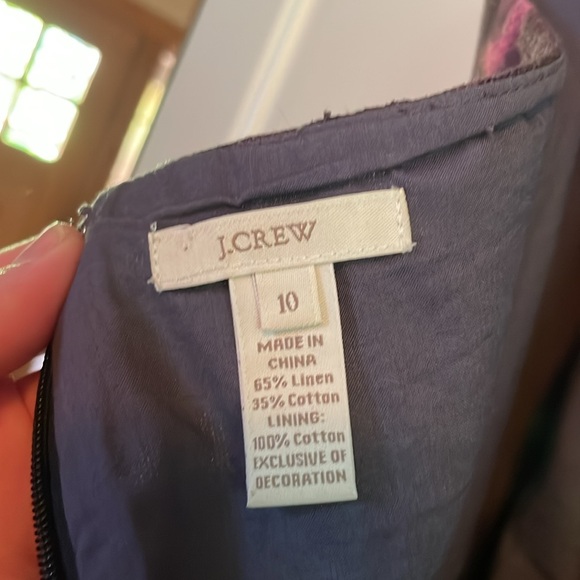 J.CREW
10
MADE IN
CHINA
65% Linen
35% Cotton
LINING:
100% Cotton
EXCLUSIVE OF
DECORATION